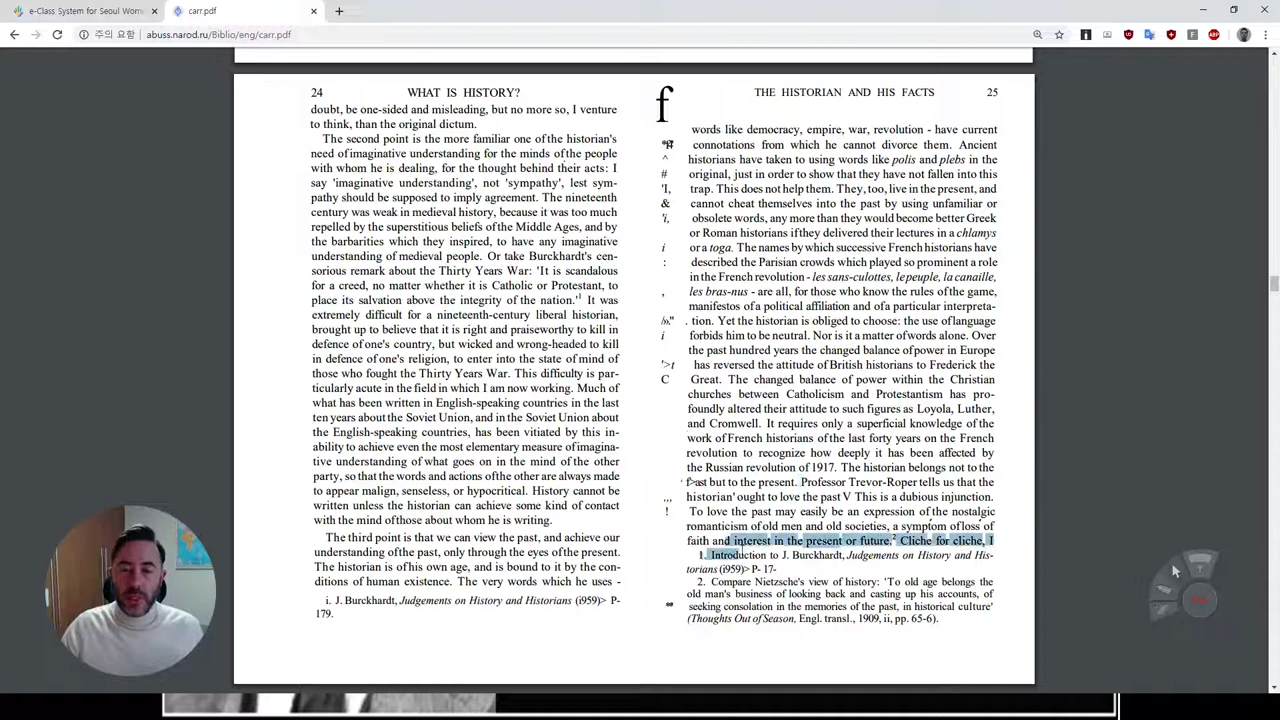 e-Class System for Seoul Wom
carr.pdf
주의 요함
abuss.narod.ru/Biblio/eng/carr.pdf
24 WHAT IS HISTORY?
doubt, be one-sided and misleading, but no more so, I venture
to think, than the original dictum.
The second point is the more familiar one of the historian's
need of imaginative understanding for the minds of the people
with whom he is dealing, for the thought behind their acts: I
say 'imaginative understanding', not 'sympathy', lest sym-
pathy should be supposed to imply agreement. The nineteenth
century was weak in medieval history, because it was too much
repelled by the superstitious beliefs of the Middle Ages, and by
the barbarities which they inspired, to have any imaginative
understanding of medieval people. Or take Burckhardt's cen-
sorious remark about the Thirty Years War: 'It is scandalous
for a creed, no matter whether it is Catholic or Protestant, to
place its salvation above the integrity of the nation.'1 It was
extremely difficult for a nineteenth-century liberal historian,
brought up to believe that it is right and praiseworthy to kill in
defence of one's country, but wicked and wrong-headed to kill
in defence of one's religion, to enter into the state of mind of
those who fought the Thirty Years War. This difficulty is par-
ticularly acute in the field in which I am now working. Much of
what has been written in English-speaking countries in the last
ten years about the Soviet Union, and in the Soviet Union about
the English-speaking countries, has been vitiated by this in-
ability to achieve even the most elementary measure of imagina-
tive understanding of what goes on in the mind of the other
party, so that the words and actions of the other are always made
to appear malign, senseless, or hypocritical. History cannot be
written unless the historian can achieve some kind of contact
with the mind of those about whom he is writing.
The third point is that we can view the past, and achieve our
understanding of the past, only through the eyes of the present.
The historian is of his own age, and is bound to it by the con-
ditions of human existence. The very words which he uses -
i. J. Burckhardt, Judgements on History and Historians (i959)> P-
179.
f THE HISTORIAN AND HIS FACTS 25
words like democracy, empire, war, revolution - have current
connotations from which he cannot divorce them. Ancient
^ historians have taken to using words like polis and plebs in the
# original, just in order to show that they have not fallen into this
'I, trap. This does not help them. They, too, live in the present, and
& cannot cheat themselves into the past by using unfamiliar or
'i, obsolete words, any more than they would become better Greek
or Roman historians if they delivered their lectures in a chlamys
i or a toga. The names by which successive French historians have
: described the Parisian crowds which played so prominent a role
in the French revolution - les sans-culottes, le peuple, la canaille,
, les bras-nus - are all, for those who know the rules of the game,
manifestos of a political affiliation and of a particular interpreta-
. tion. Yet the historian is obliged to choose: the use of language
i forbids him to be neutral. Nor is it a matter of words alone. Over
the past hundred years the changed balance of power in Europe
'>t has reversed the attitude of British historians to Frederick the
C Great. The changed balance of power within the Christian
churches between Catholicism and Protestantism has pro-
foundly altered their attitude to such figures as Loyola, Luther,
and Cromwell. It requires only a superficial knowledge of the
work of French historians of the last forty years on the French
revolution to recognize how deeply it has been affected by
the Russian revolution of 1917. The historian belongs not to the
' f>ast but to the present. Professor Trevor-Roper tells us that the
,,, historian' ought to love the past V This is a dubious injunction.
! To love the past may easily be an expression of the nostalgic
romanticism of old men and old societies, a symptom of loss of
faith and interest in the present or future.2 Cliche for cliche, I
1. Introduction to J. Burckhardt, Judgements on History and His-
torians (i959)> P- 17-
2. Compare Nietzsche's view of history: 'To old age belongs the
old man's business of looking back and casting up his accounts, of
seeking consolation in the memories of the past, in historical culture'
(Thoughts Out of Season, Engl. transl., 1909, ii, pp. 65-6).